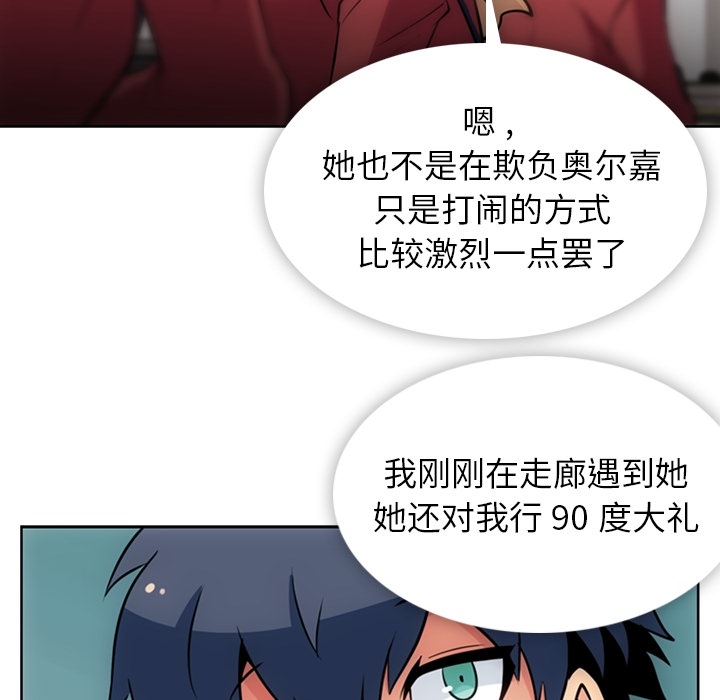 嗯，
她也不是在欺负奥尔嘉
只是打闹的方式
比较激烈一点罢了
我刚刚在走廊遇到她
她还对我行 90 度大礼